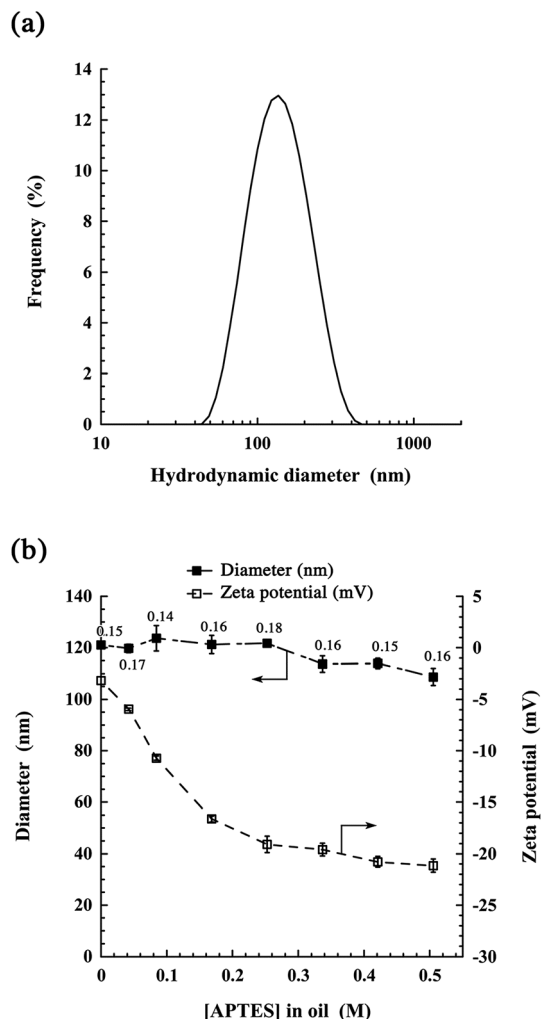 (a)
14
12
10
8
6
4
2
0
Frequency (%)
10 100 1000
Hydrodynamic diameter (nm)
(b)
Diameter (nm)
Zeta potential (mV)
140
120
100
80
60
40
20
0
Diameter (nm)
0.15
0.17
0.14
0.16
0.18
0.16
0.15
0.16
5
0
-5
-10
-15
-20
-25
-30
Zeta potential (mV)
0 0.1 0.2 0.3 0.4 0.5
[APTES] in oil (M)